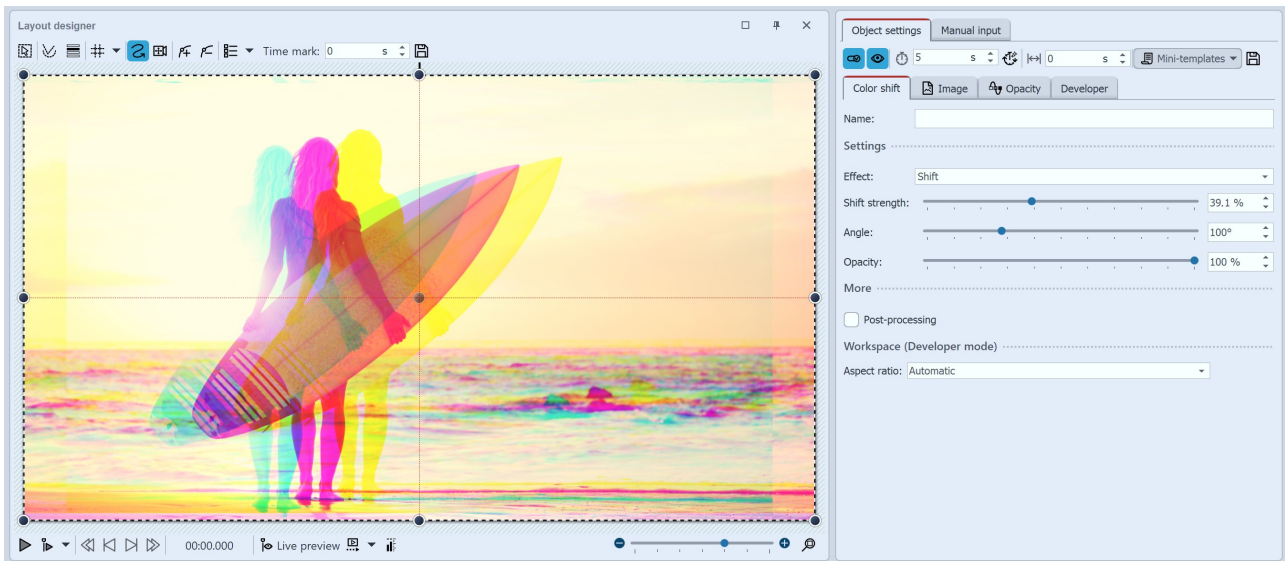 Layout designer
Time mark: 0 s
00:00.000
Live preview
Object settings
Manual input
5 s
0 s
Mini-templates
Color shift
Image
Opacity
Developer
Name:
Settings
Effect: Shift
Shift strength: 39.1 %
Angle: 100°
Opacity: 100 %
More
Post-processing
Workspace (Developer mode)
Aspect ratio: Automatic